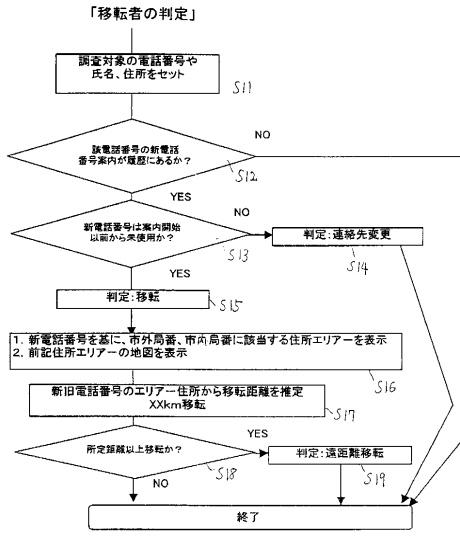 「移転者の判定」
調査対象の電話番号や
氏名、住所をセット
S11
該電話番号の新電話
番号案内が履歴にあるか？
NO
S12
YES
新電話番号は案内開始
以前から未使用か？
NO
S13
判定：連絡先変更
S14
YES
判定：移転
S15
1. 新電話番号を基に、市外局番、市内局番に該当する住所エリアーを表示
2. 前記住所エリアーの地図を表示
S16
新旧電話番号のエリアー住所から移転距離を推定
XXkm移転
S17
所定距離以上移転か？
YES
S18
判定：遠距離移転
S19
NO
終了